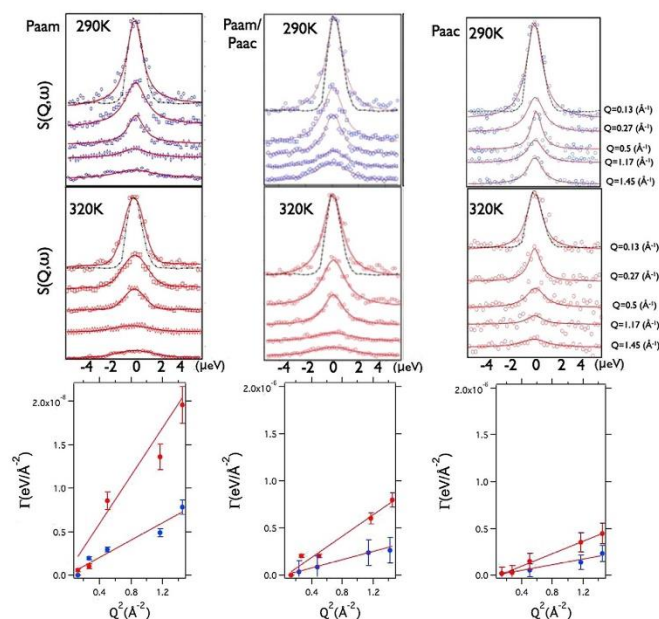 Paam 290K
Paam/
Paac 290K
Paac 290K
S(Q,ω)
Q=0.13 (Å⁻¹)
Q=0.27 (Å⁻¹)
Q=0.5 (Å⁻¹)
Q=1.17 (Å⁻¹)
Q=1.45 (Å⁻¹)
320K
320K
320K
S(Q,ω)
Q=0.13 (Å⁻¹)
Q=0.27 (Å⁻¹)
Q=0.5 (Å⁻¹)
Q=1.17 (Å⁻¹)
Q=1.45 (Å⁻¹)
-4 -2 0 2 4 (μeV)
-4 -2 0 2 4 (μeV)
-4 -2 0 2 4 (μeV)
Γ(eV/Å⁻²)
2.0x10
1.5
1.0
0.5
0.0
0.0 0.4 0.8 1.2
Q²(Å⁻²)
Γ(eV/Å⁻²)
2.0x10
1.5
1.0
0.5
0.0
0.0 0.4 0.8 1.2
Q²(Å⁻²)
Γ(eV/Å⁻²)
2.0x10
1.5
1.0
0.5
0.0
0.0 0.4 0.8 1.2
Q²(Å⁻²)